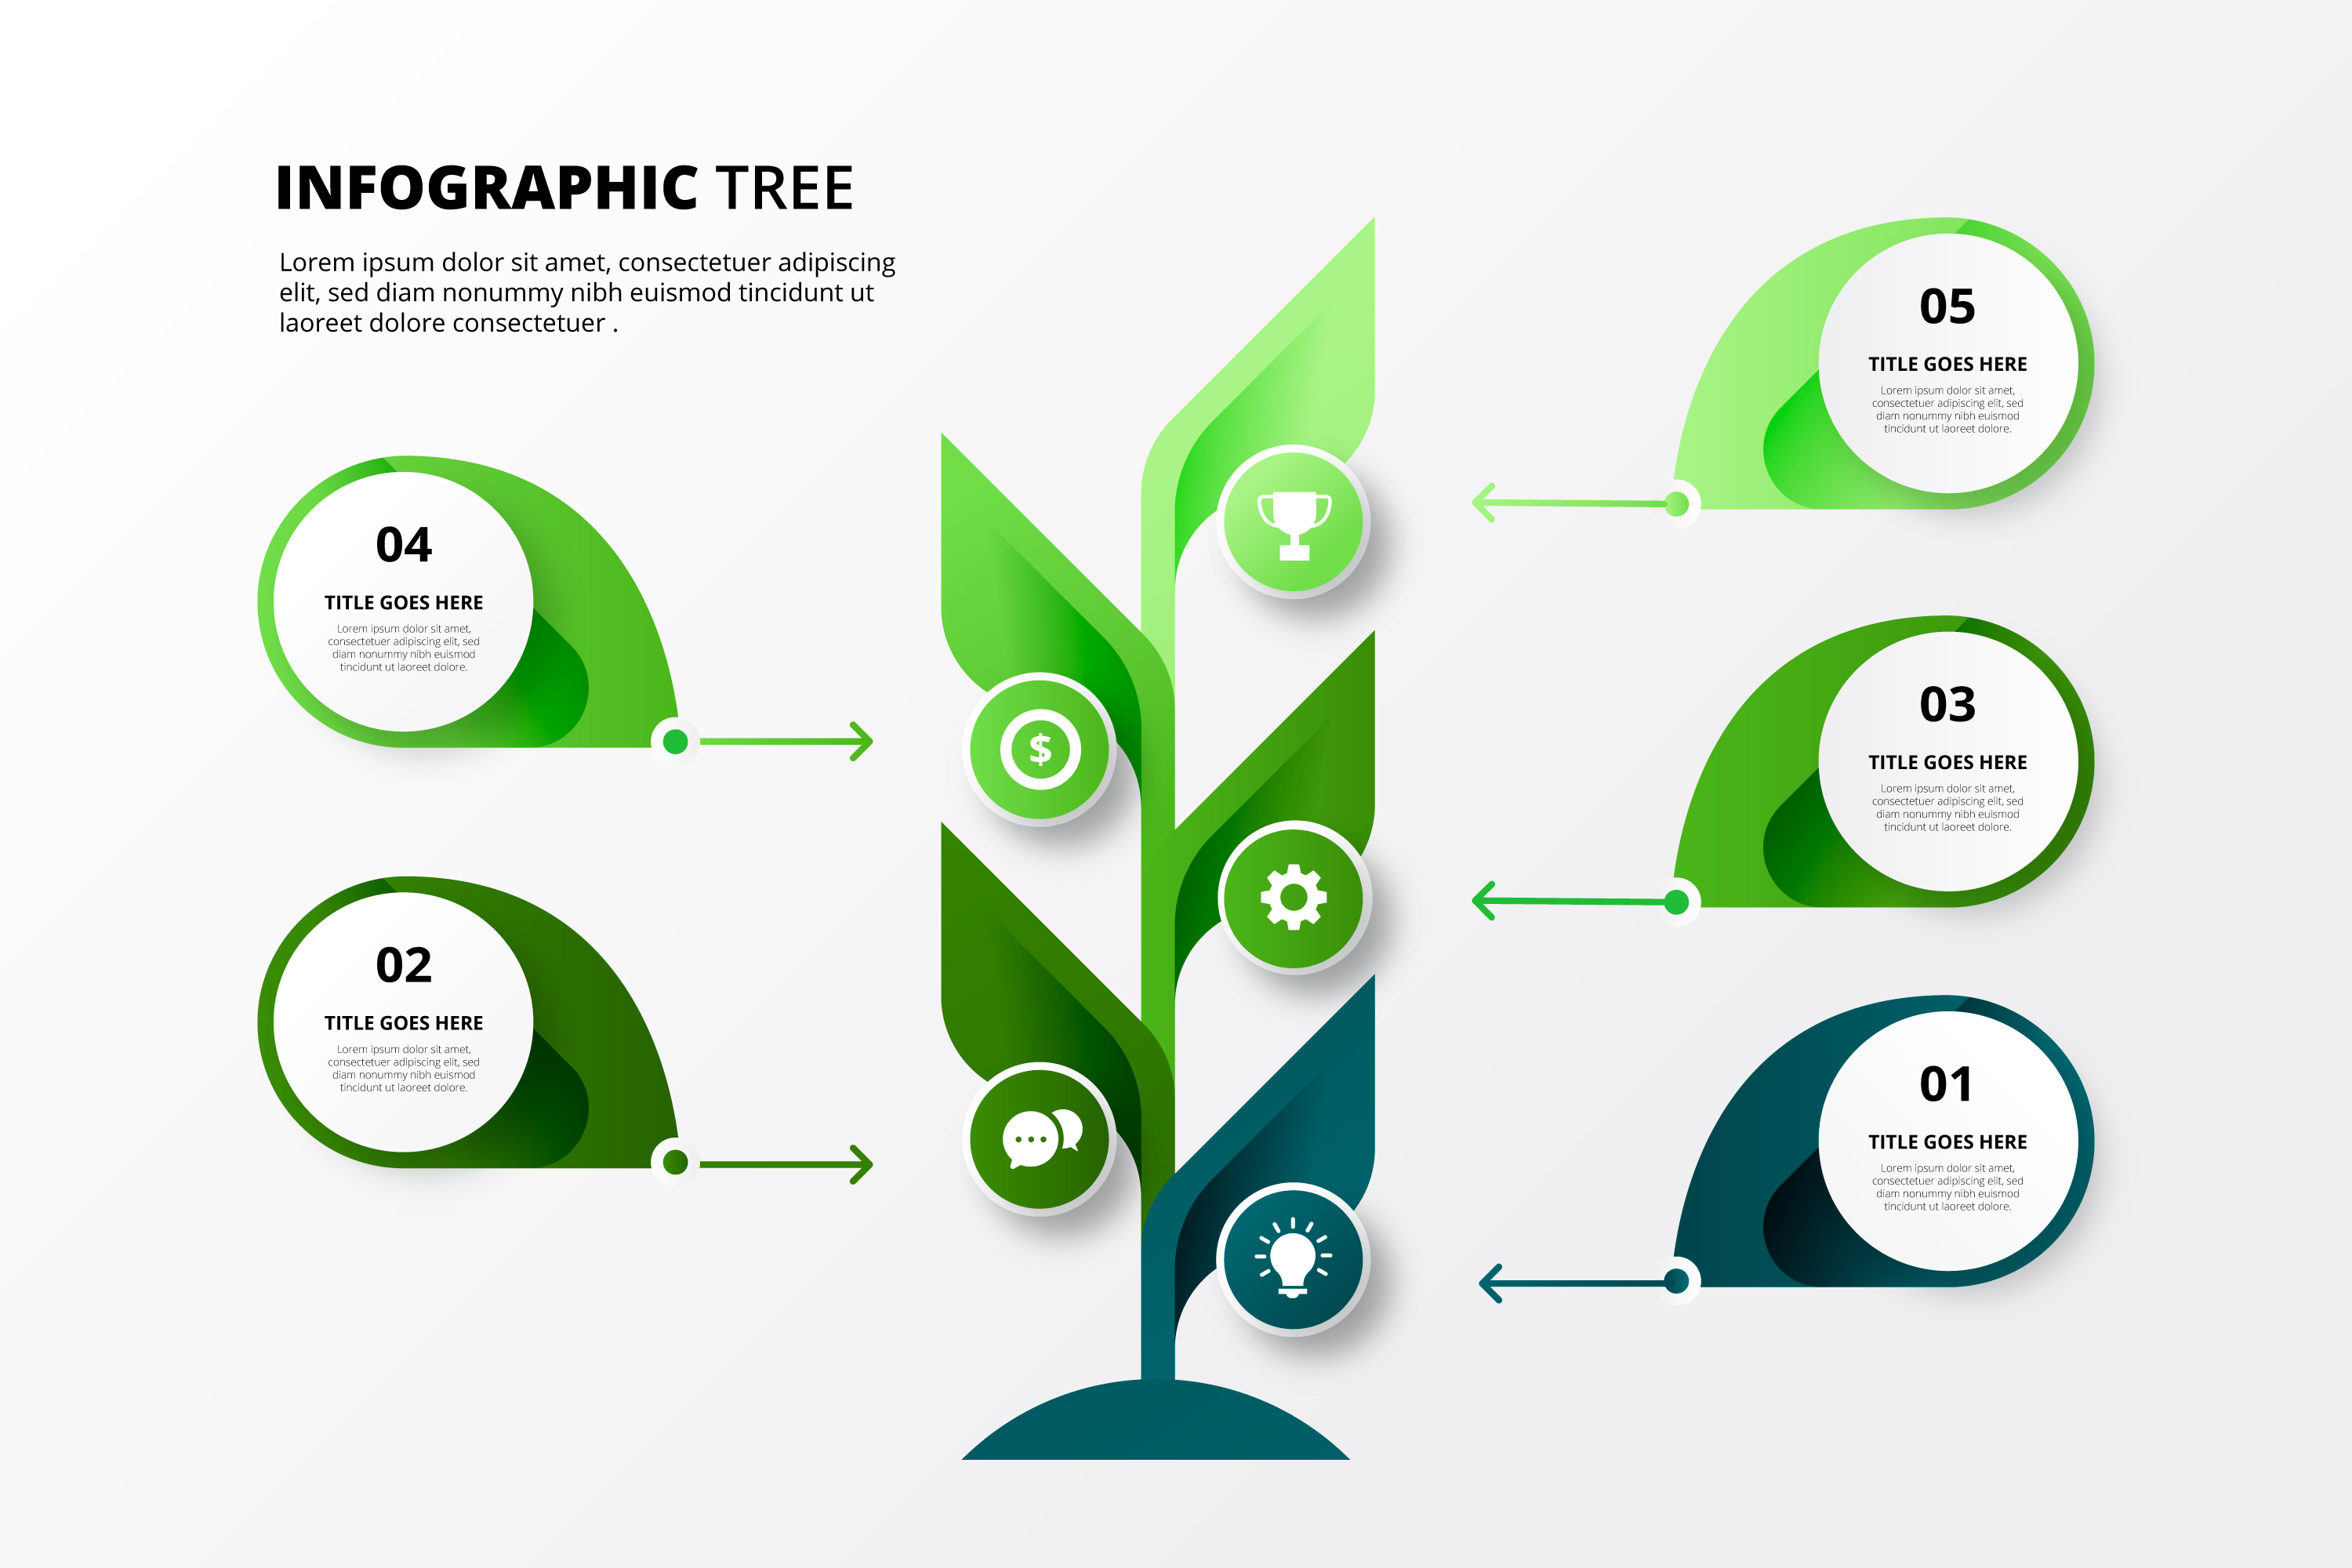 INFOGRAPHIC TREE
Lorem ipsum dolor sit amet, consectetuer adipiscing
elit, sed diam nonummy nibh euismod tincidunt ut
laoreet dolore consectetuer .
05
TITLE GOES HERE
Lorem ipsum dolor sit amet,
consectetuer adipiscing elit, sed
diam nonummy nibh euismod
tincidunt ut laoreet dolore.
04
TITLE GOES HERE
Lorem ipsum dolor sit amet,
consectetuer adipiscing elit, sed
diam nonummy nibh euismod
tincidunt ut laoreet dolore.
$
03
TITLE GOES HERE
Lorem ipsum dolor sit amet,
consectetuer adipiscing elit, sed
diam nonummy nibh euismod
tincidunt ut laoreet dolore.
02
TITLE GOES HERE
Lorem ipsum dolor sit amet,
consectetuer adipiscing elit, sed
diam nonummy nibh euismod
tincidunt ut laoreet dolore.
01
TITLE GOES HERE
Lorem ipsum dolor sit amet,
consectetuer adipiscing elit, sed
diam nonummy nibh euismod
tincidunt ut laoreet dolore.